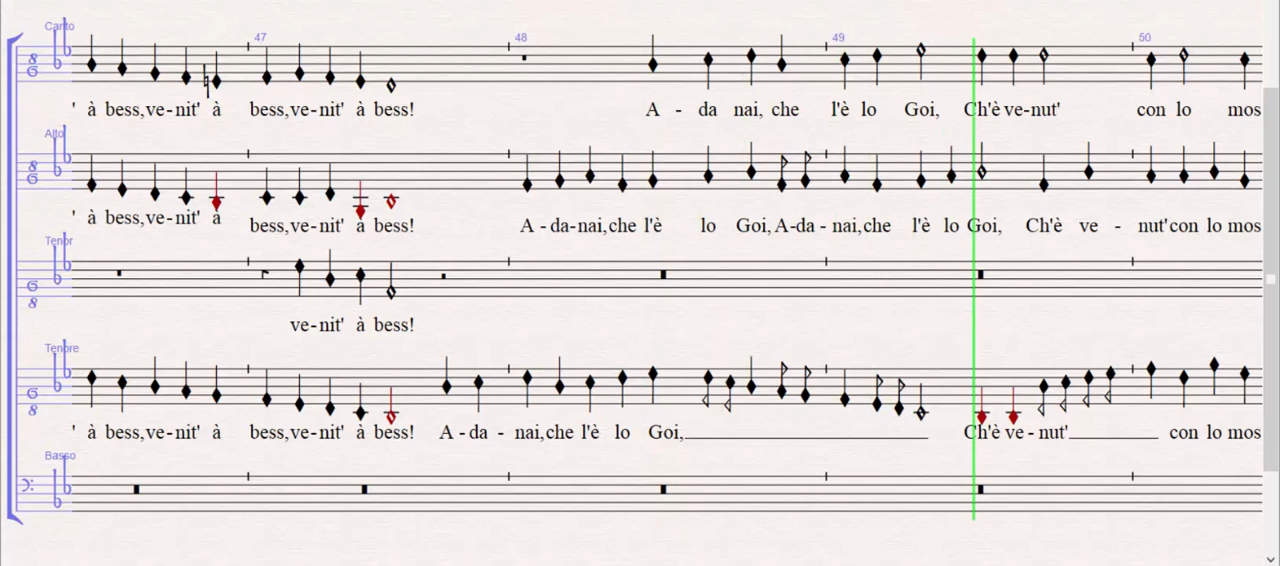 Canto
47 48 49 50
' à bess,ve-nit' à bess,ve-nit' à bess! A - da nai, che l'è lo Goi, Ch'è ve-nut' con lo mos
Alto
' à bess,ve-nit' a bess,ve-nit' a bess! A-da-nai,che l'è lo Goi,A-da-nai,che l'è lo Goi, Ch'è ve - nut'con lo mos
Tenor
ve-nit' à bess!
Tenore
' à bess,ve-nit' à bess,ve-nit' à bess! A-da - nai,che l'è lo Goi, Ch'è ve-nut' con lo mos
Basso